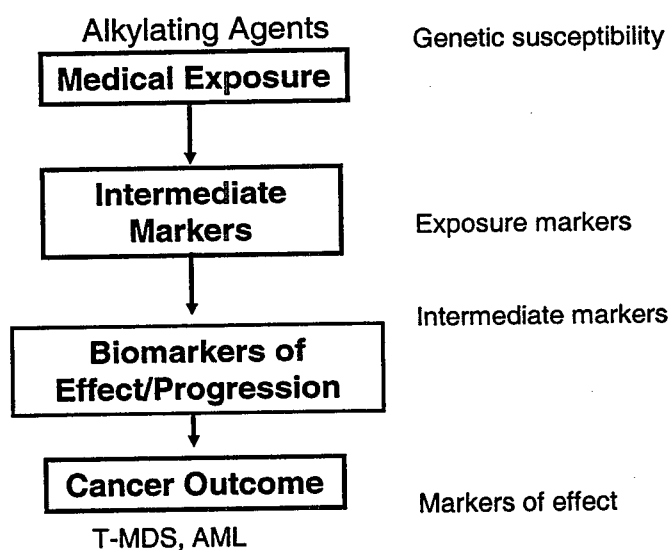 Alkylating Agents
Genetic susceptibility
Medical Exposure
Intermediate
Markers
Exposure markers
Intermediate markers
Biomarkers of
Effect/Progression
Cancer Outcome
Markers of effect
T-MDS, AML